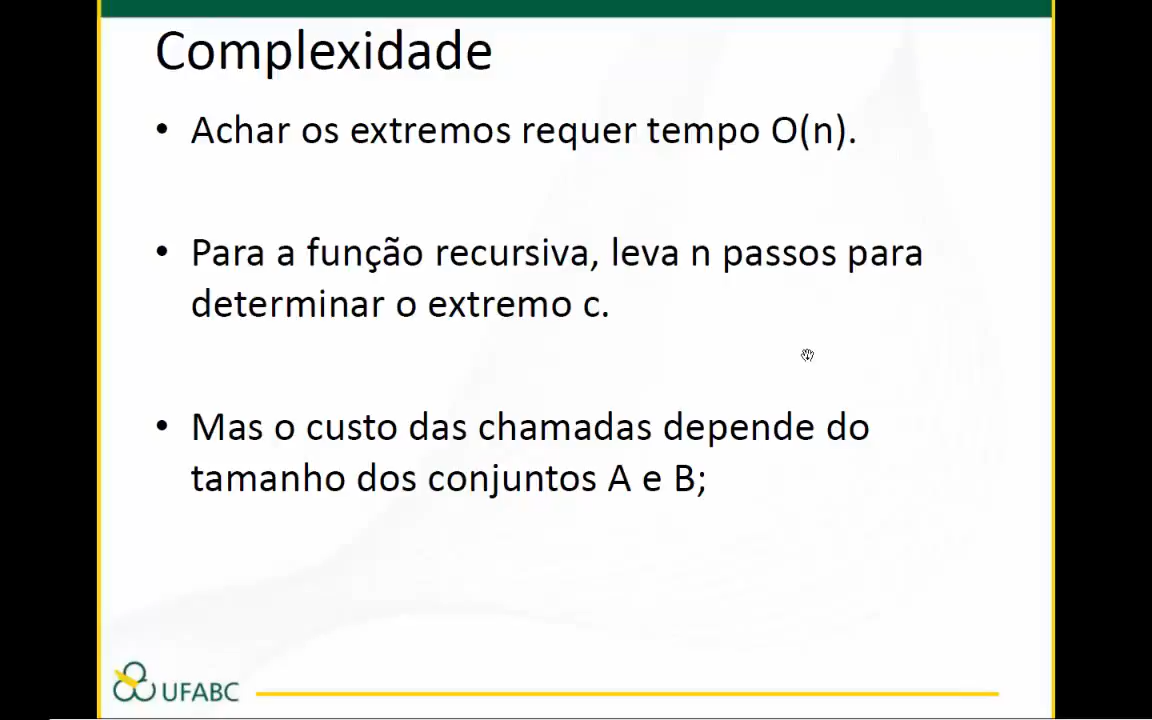 Complexidade
• Achar os extremos requer tempo O(n).
• Para a função recursiva, leva n passos para
determinar o extremo c.
• Mas o custo das chamadas depende do
tamanho dos conjuntos A e B;
UFABC